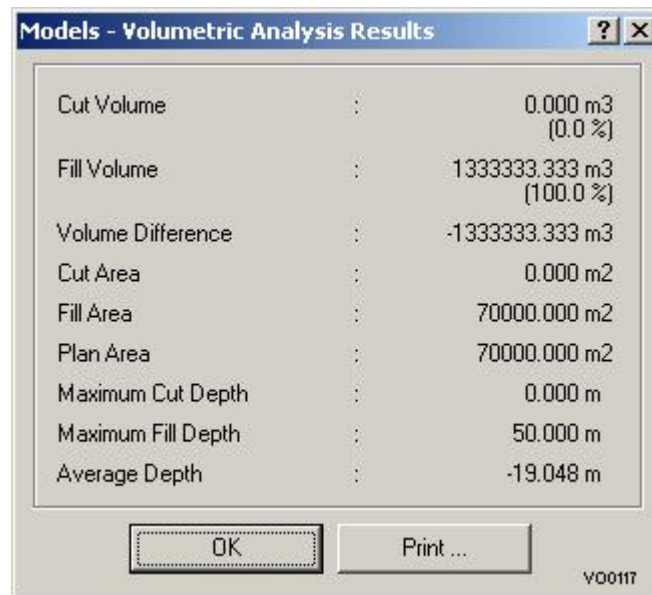 Models - Volumetric Analysis Results
Cut Volume : 0.000 m3
(0.0 %)
Fill Volume : 1333333.333 m3
(100.0 %)
Volume Difference : -1333333.333 m3
Cut Area : 0.000 m2
Fill Area : 70000.000 m2
Plan Area : 70000.000 m2
Maximum Cut Depth : 0.000 m
Maximum Fill Depth : 50.000 m
Average Depth : -19.048 m
OK Print ...
VO0117